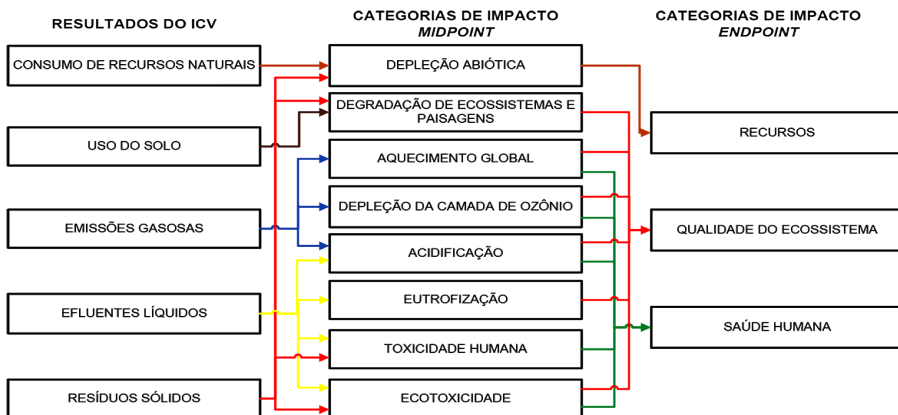 RESULTADOS DO ICV
CONSUMO DE RECURSOS NATURAIS
USO DO SOLO
EMISSÕES GASOSAS
EFLUENTES LÍQUIDOS
RESÍDUOS SÓLIDOS
CATEGORIAS DE IMPACTO
MIDPOINT
DEPLEÇÃO ABIÓTICA
DEGRADAÇÃO DE ECOSSISTEMAS E
PAISAGENS
AQUECIMENTO GLOBAL
DEPLEÇÃO DA CAMADA DE OZÔNIO
ACIDIFICAÇÃO
EUTROFIZAÇÃO
TOXICIDADE HUMANA
ECOTOXICIDADE
CATEGORIAS DE IMPACTO
ENDPOINT
RECURSOS
QUALIDADE DO ECOSSISTEMA
SAÚDE HUMANA